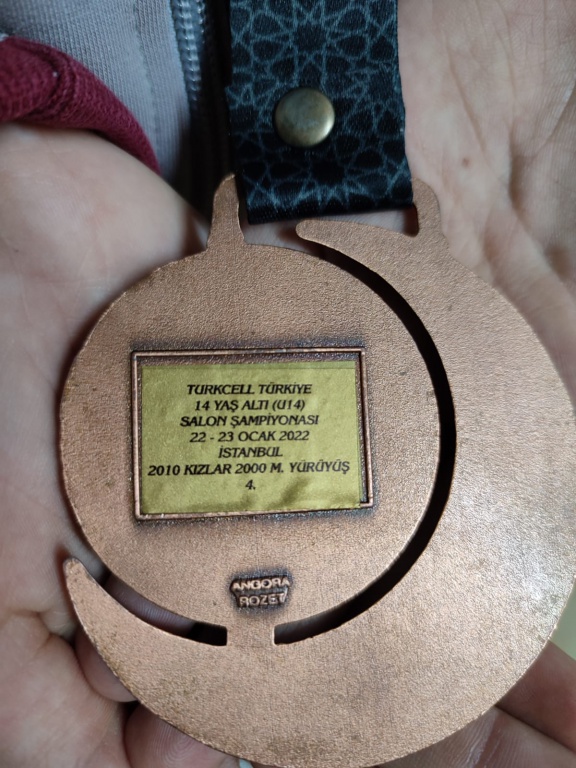 TURKCELL TÜRKİYE
14 YAŞ ALTI (U14)
SALON ŞAMPİYONASI
22 - 23 OCAK 2022
İSTANBUL
2010 KIZLAR 2000 M. YÜRÜYÜŞ
4.
ANGORA
ROZET